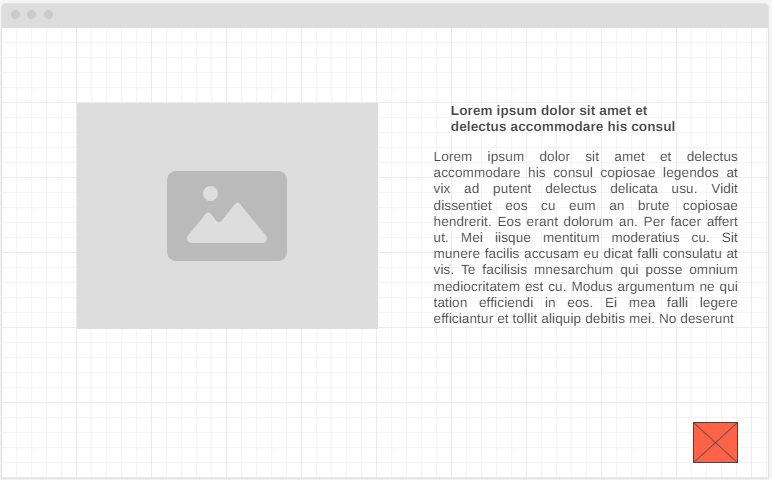 Lorem ipsum dolor sit amet et
delectus accommodare his consul
Lorem ipsum dolor sit amet et delectus
accommodare his consul copiosae legendos at
vix ad putent delectus delicata usu. Vidit
dissentiet eos cu eum an brute copiosae
hendrerit. Eos erant dolorum an. Per facer affert
ut. Mei iisque mentitum moderatius cu. Sit
munere facilis accusam eu dicat falli consulatu at
vis. Te facilisis mnesarchum qui posse omnium
mediocritatem est cu. Modus argumentum ne qui
tation efficiendi in eos. Ei mea falli legere
efficiantur et tollit aliquip debitis mei. No deserunt